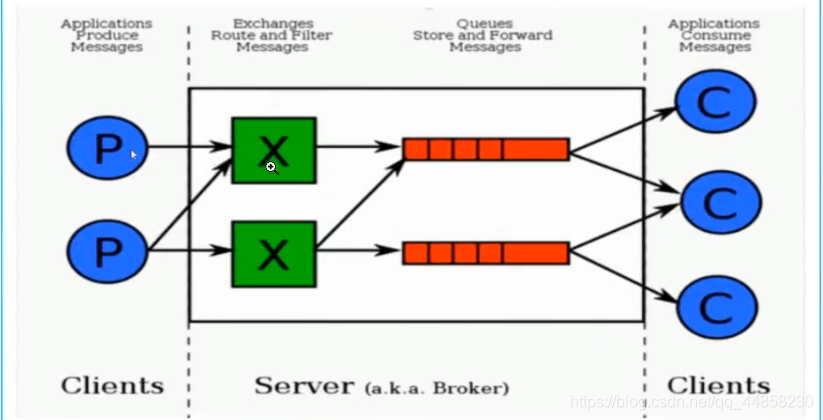 Applications
Produce
Messages
Exchanges
Route and Filter
Messages
Queues
Store and Forward
Messages
Applications
Consume
Messages
P
X
C
P
X
C
C
Clients
Server (a.k.a. Broker)
Clients
https://blog.csdn.net/qq_44858230